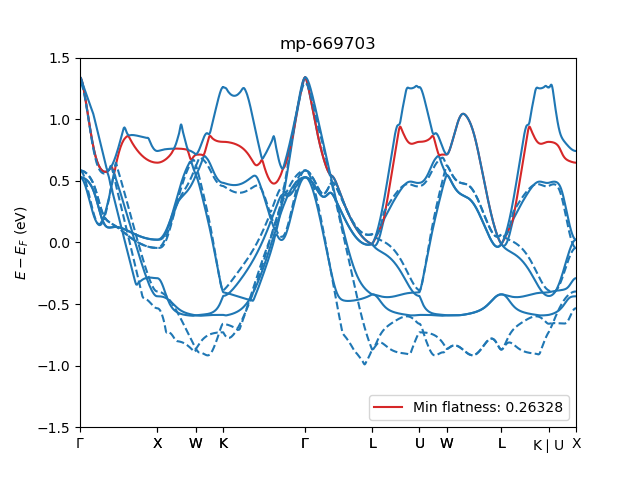 mp-669703
E − E_F (eV)
1.5
1.0
0.5
0.0
−0.5
−1.0
−1.5
Min flatness: 0.26328
Γ X W K Γ L U W L K | U X